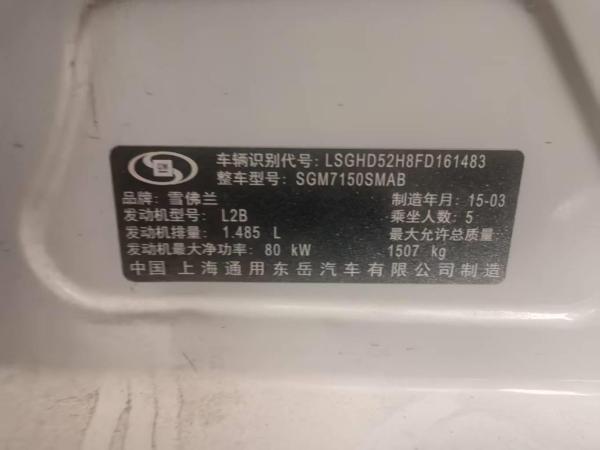 车辆识别代号: LSGHD52H8FD161483
整车型号: SGM7150SMAB
品牌: 雪佛兰 制造年月: 15-03
发动机型号: L2B 乘坐人数: 5
发动机排量: 1.485 L 最大允许总质量
发动机最大净功率: 80 kW 1507 kg
中国 上海通用东岳汽车有限公司制造